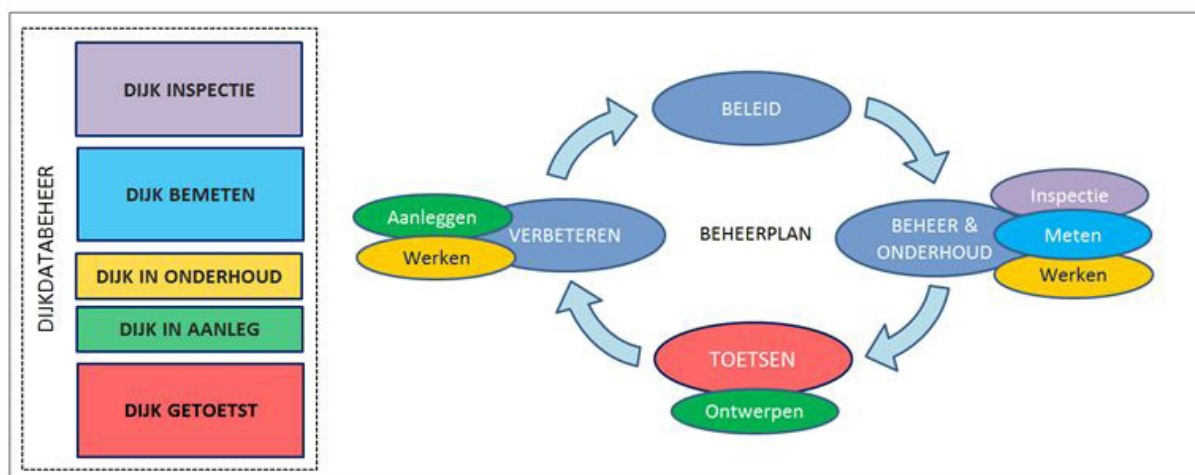 DIJKDATABEHEER
DIJK INSPECTIE
DIJK BEMETEN
DIJK IN ONDERHOUD
DIJK IN AANLEG
DIJK GETOETST
BELEID
Aanleggen
Werken
VERBETEREN
BEHEERPLAN
BEHEER &
ONDERHOUD
Inspectie
Meten
Werken
TOETSEN
Ontwerpen